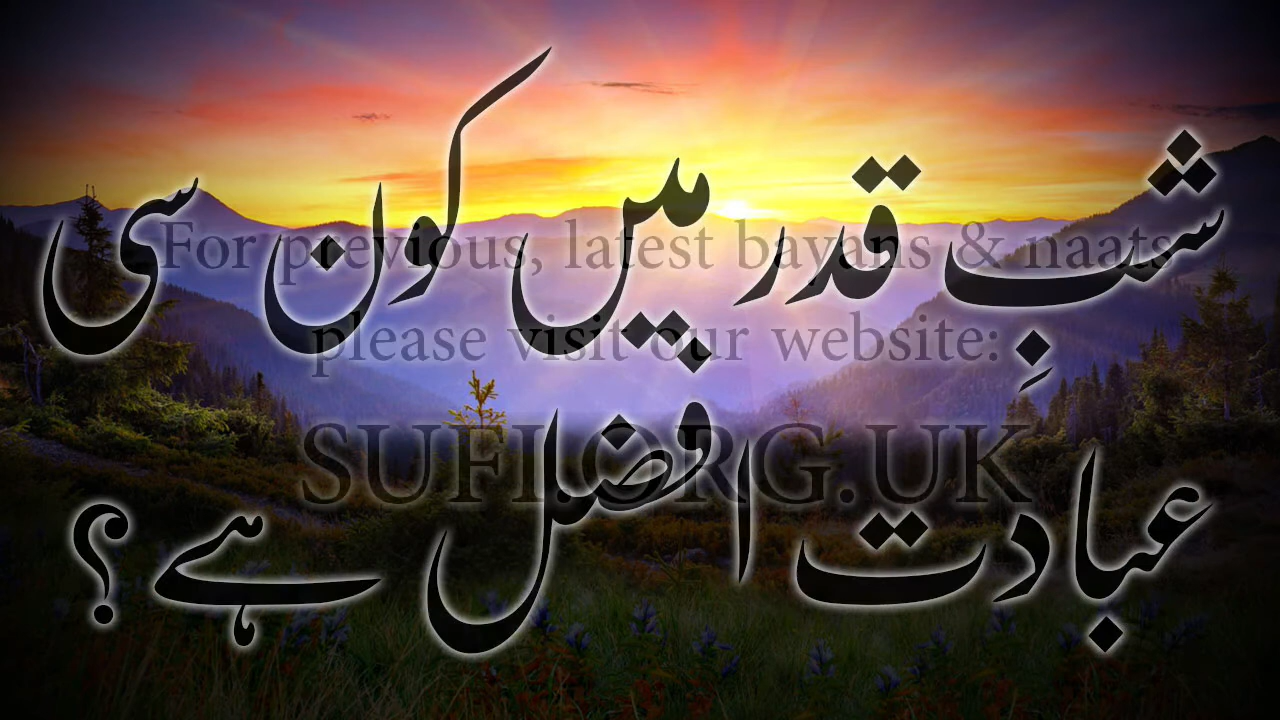 شبِ قدر میں کون سی
For previous, latest bayans & naats
please visit our website:
SUFI.ORG.UK
عبادت افضل ہے؟